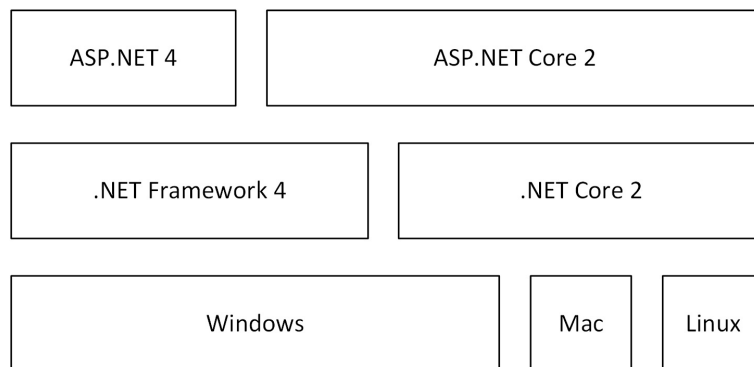 ASP.NET 4
ASP.NET Core 2
.NET Framework 4
.NET Core 2
Windows
Mac
Linux